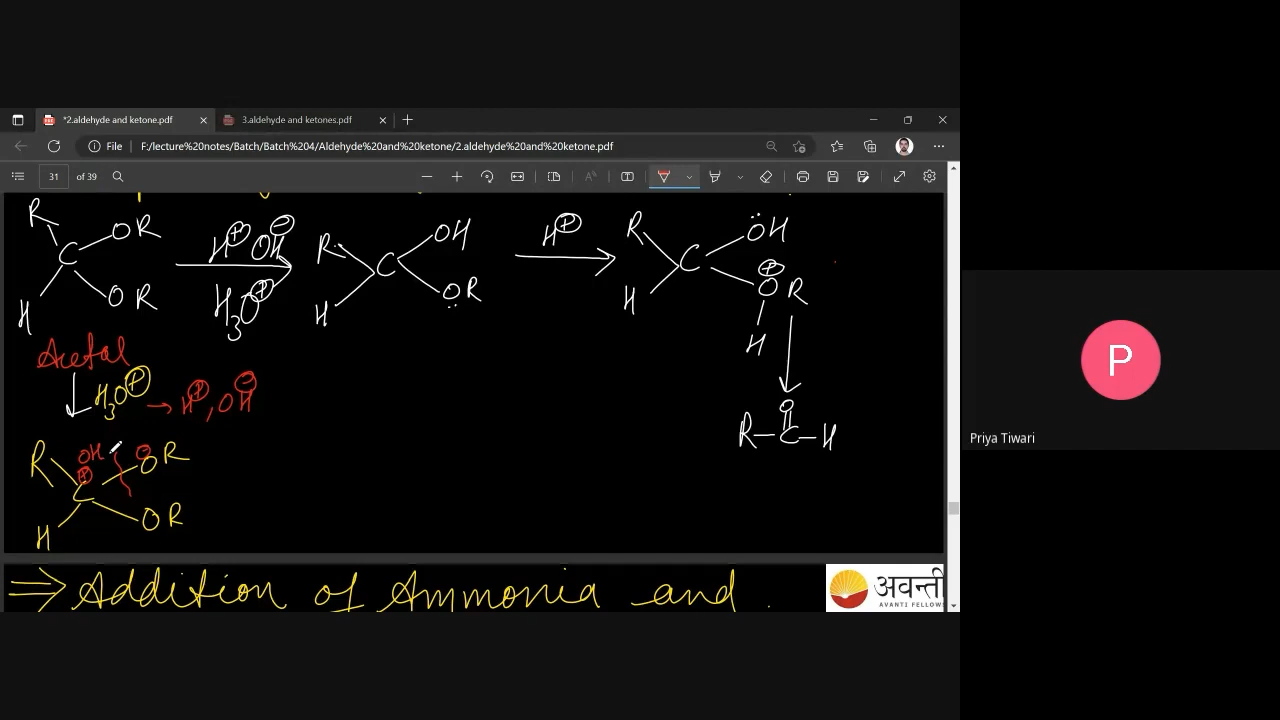 *2.aldehyde and ketone.pdf
3.aldehyde and ketones.pdf
File
F:/lecture%20notes/Batch/Batch%204/Aldehyde%20and%20ketone/2.aldehyde%20and%20ketone.pdf
31 of 39
R OR
C
H OR
H⊕ OH⊖
H3O⊕
R OH
C
H OR
H⊕
R OH
C ⊕
H O R
H
O
R–C–H
Acetal
H3O⊕ → H⊕, OH⊖
R OH ⊕ C ⊖ OR
H OR
⇒ Addition of Ammonia and
अवन्ती
AVANTI FELLOWS
P
Priya Tiwari